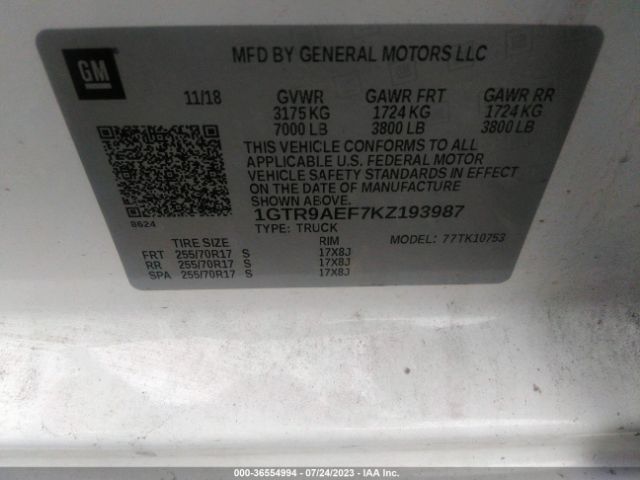 GM
MFD BY GENERAL MOTORS LLC
11/18 GVWR GAWR FRT GAWR RR
3175 KG 1724 KG 1724 KG
7000 LB 3800 LB 3800 LB
THIS VEHICLE CONFORMS TO ALL
APPLICABLE U.S. FEDERAL MOTOR
VEHICLE SAFETY STANDARDS IN EFFECT
ON THE DATE OF MANUFACTURE
SHOWN ABOVE.
8624
1GTR9AEF7KZ193987
TYPE: TRUCK MODEL: 77TK10753
TIRE SIZE RIM
FRT 255/70R17 S 17X8J
RR 255/70R17 S 17X8J
SPA 255/70R17 S 17X8J
000-36554994 - 07/24/2023 - IAA Inc.